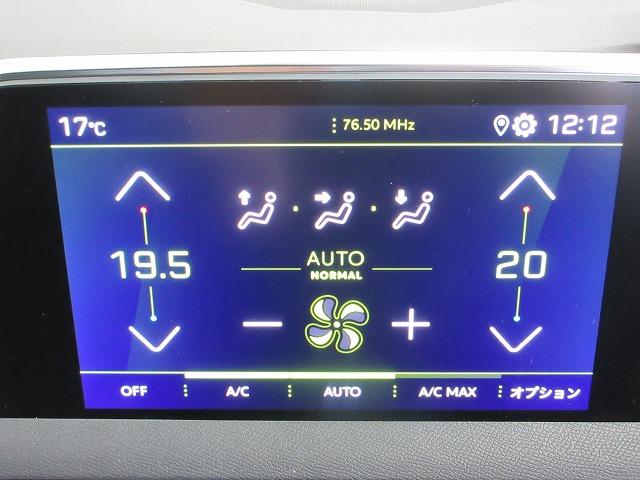 17℃ 76.50 MHz 12:12
19.5 AUTO 20
NORMAL
OFF A/C AUTO A/C MAX オプション